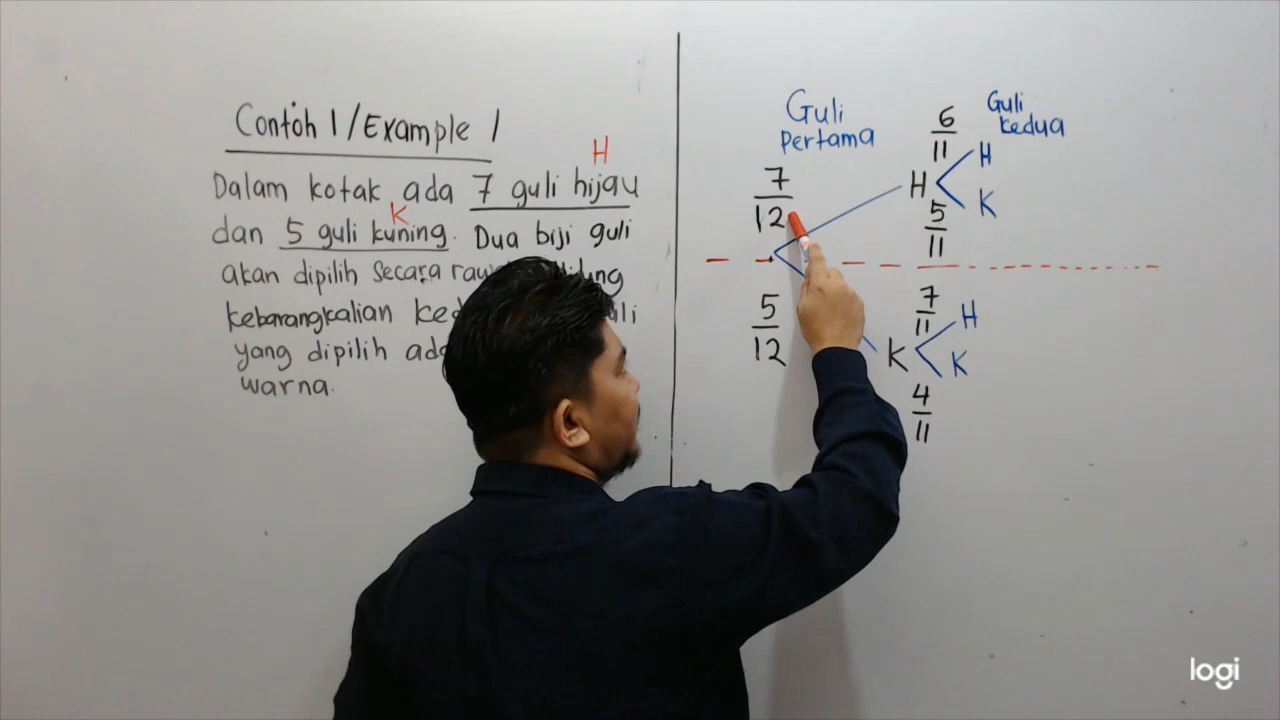 Contoh 1/Example 1
H
Dalam kotak ada 7 guli hijau
K
dan 5 guli kuning. Dua biji guli
akan dipilih secara
kebarangkalian
yang dipilih
warna.
Guli
Pertama
Guli
kedua
7/12
6/11
H
H
K
5/11
5/12
7/11
K
H
K
4/11
logi